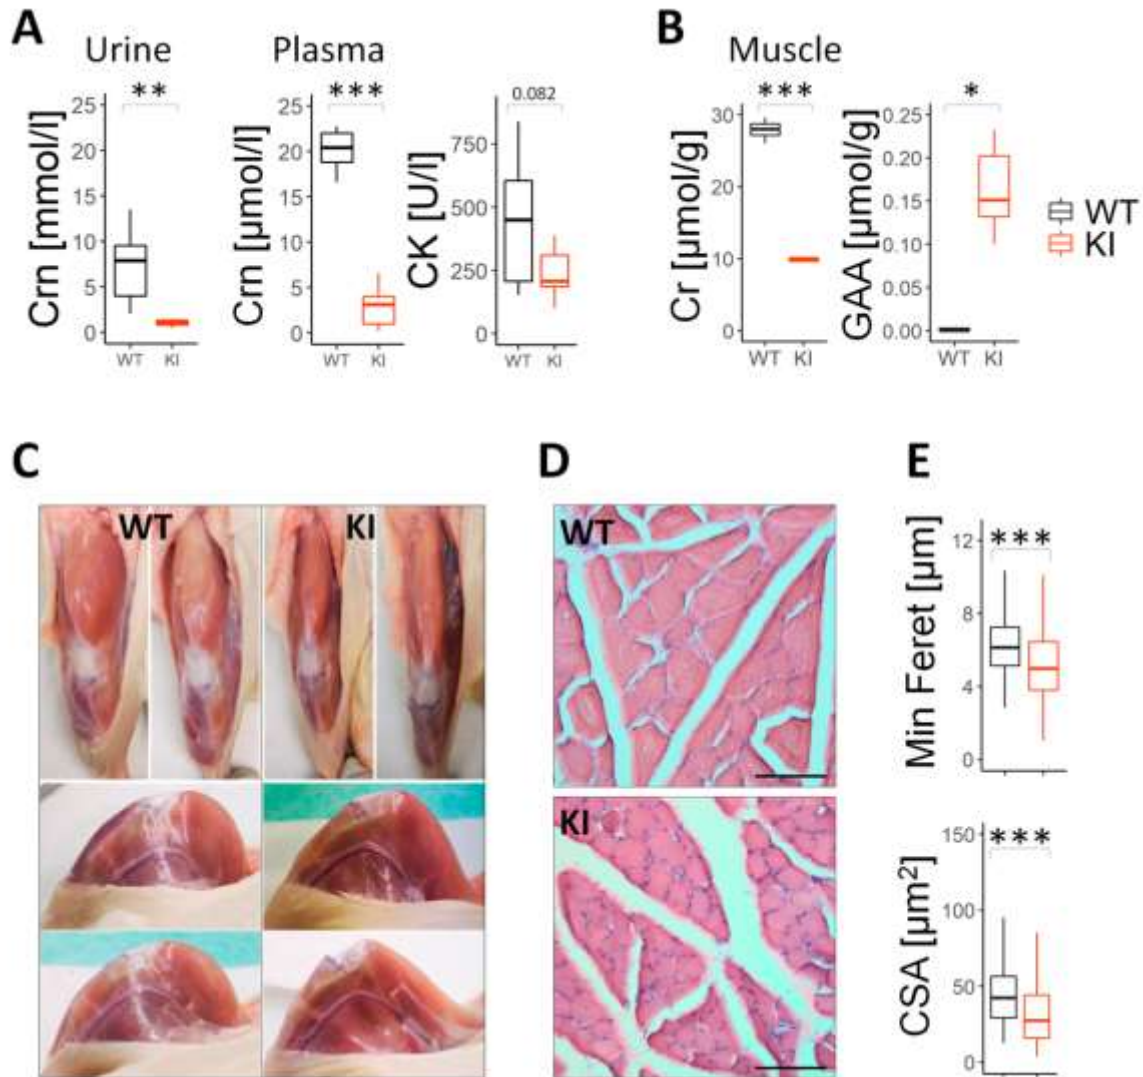 A
Urine
Plasma
**
Crn [mmol/l]
25
20
15
10
5
0
WT
KI
***
Crn [µmol/l]
25
20
15
10
5
0
WT
KI
0.082
CK [U/l]
750
500
250
0
WT
KI
B
Muscle
***
Cr [µmol/g]
30
20
10
0
WT
KI
*
GAA [µmol/g]
0.25
0.20
0.15
0.10
0.05
0.00
WT
KI
WT
KI
C
WT
KI
D
WT
KI
E
***
Min Feret [µm]
12
8
4
0
***
CSA [µm²]
150
100
50
0